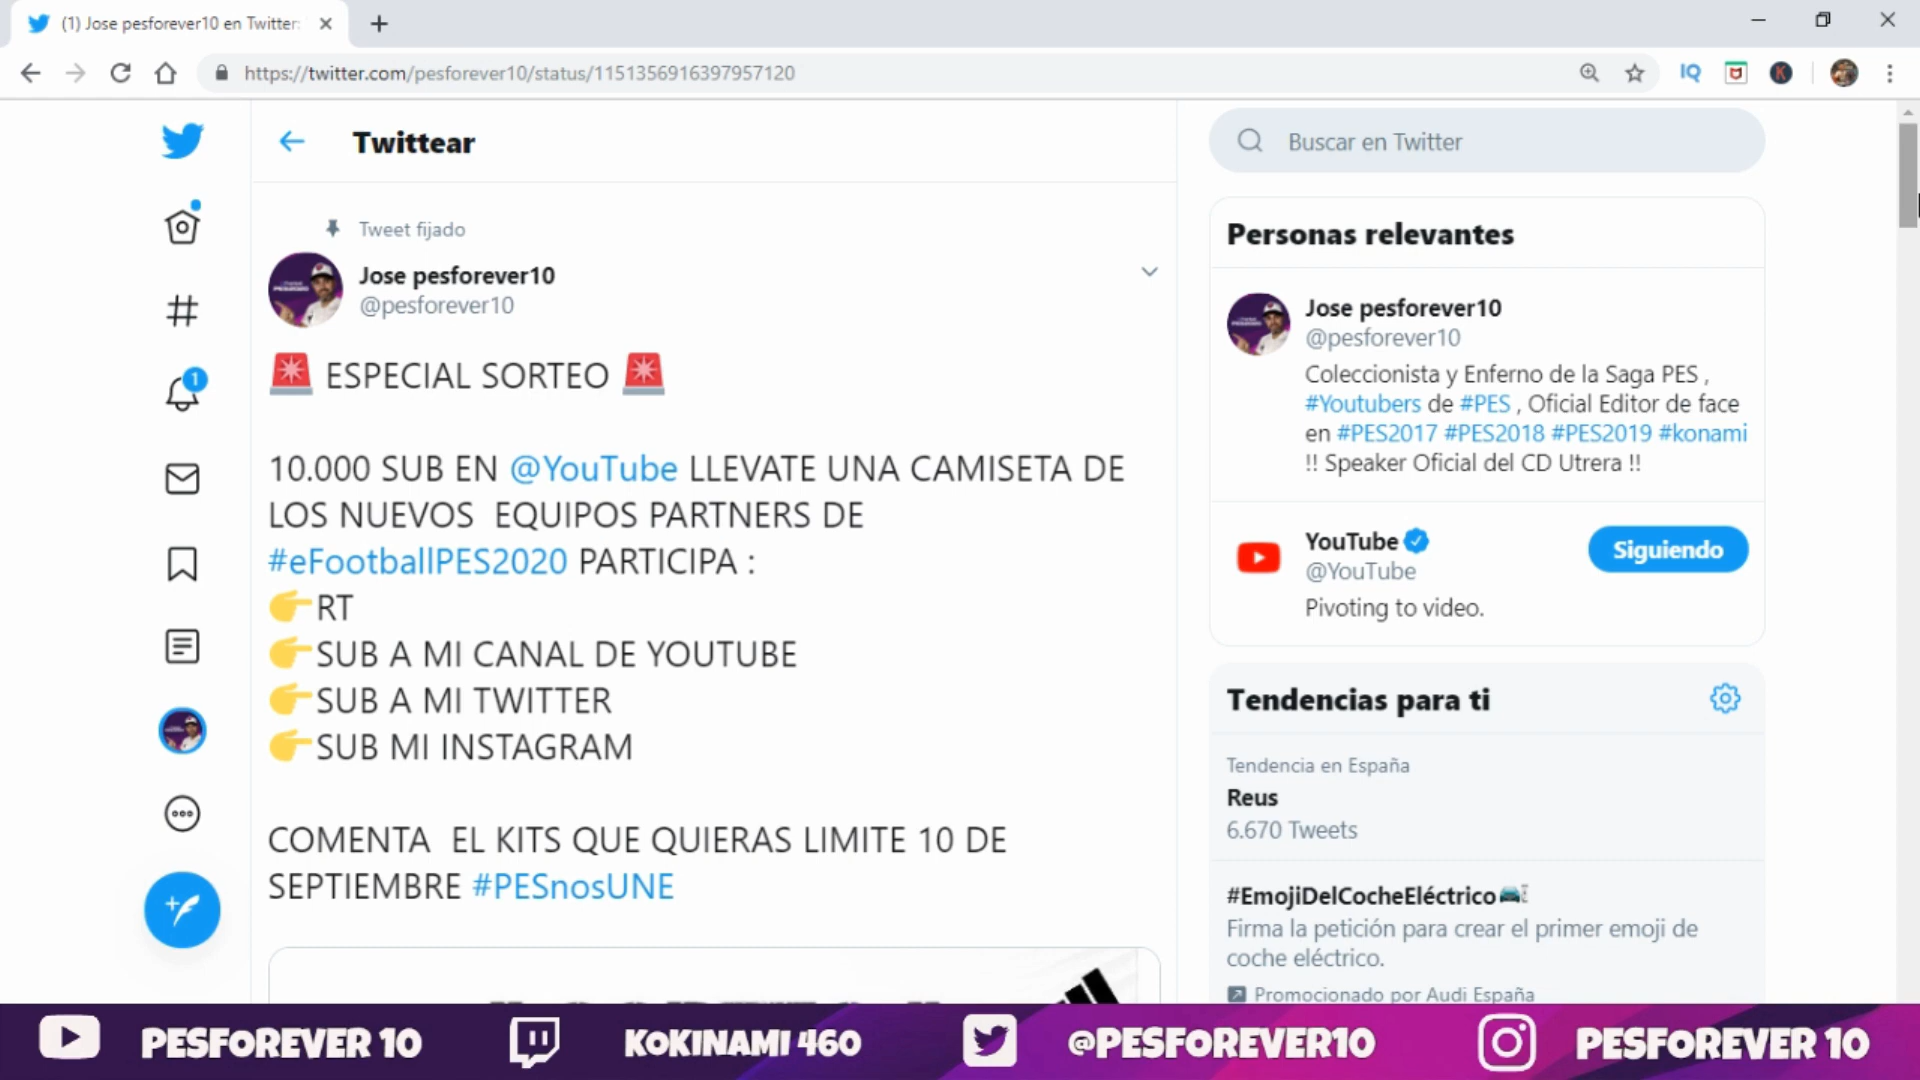 (1) Jose pesforever10 en Twitter:
https://twitter.com/pesforever10/status/1151356916397957120
IQ
K
Twittear
Buscar en Twitter
Tweet fijado
Jose pesforever10
@pesforever10
ESPECIAL SORTEO
10.000 SUB EN @YouTube LLEVATE UNA CAMISETA DE
LOS NUEVOS EQUIPOS PARTNERS DE
#eFootballPES2020 PARTICIPA :
RT
SUB A MI CANAL DE YOUTUBE
SUB A MI TWITTER
SUB MI INSTAGRAM
COMENTA EL KITS QUE QUIERAS LIMITE 10 DE
SEPTIEMBRE #PESnosUNE
1
Personas relevantes
Jose pesforever10
@pesforever10
Coleccionista y Enferno de la Saga PES ,
#Youtubers de #PES , Oficial Editor de face
en #PES2017 #PES2018 #PES2019 #konami
!! Speaker Oficial del CD Utrera !!
YouTube
@YouTube
Siguiendo
Pivoting to video.
Tendencias para ti
Tendencia en España
Reus
6.670 Tweets
#EmojiDelCocheEléctrico
Firma la petición para crear el primer emoji de
coche eléctrico.
Promocionado por Audi España
PESFOREVER 10
KOKINAMI 460
@PESFOREVER10
PESFOREVER 10